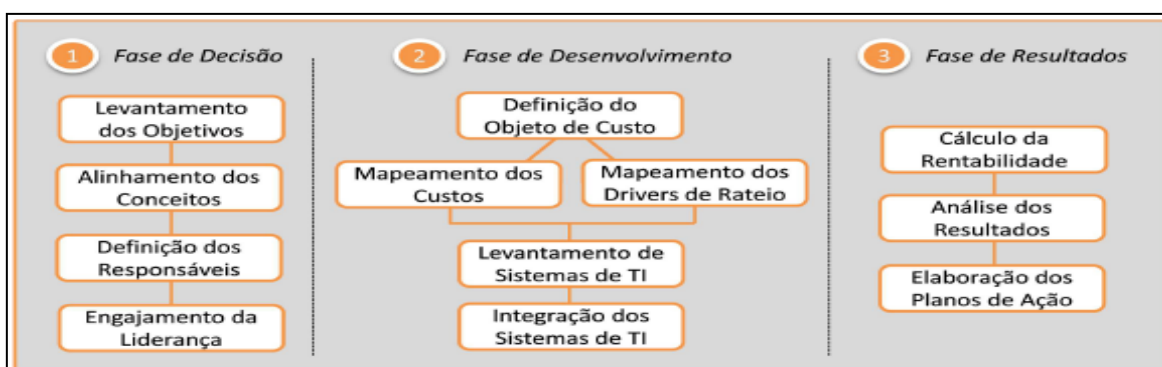 1 Fase de Decisão
Levantamento
dos Objetivos
Alinhamento dos
Conceitos
Definição dos
Responsáveis
Engajamento da
Liderança
2 Fase de Desenvolvimento
Definição do
Objeto de Custo
Mapeamento dos
Custos
Mapeamento dos
Drivers de Rateio
Levantamento de
Sistemas de TI
Integração dos
Sistemas de TI
3 Fase de Resultados
Cálculo da
Rentabilidade
Análise dos
Resultados
Elaboração dos
Planos de Ação